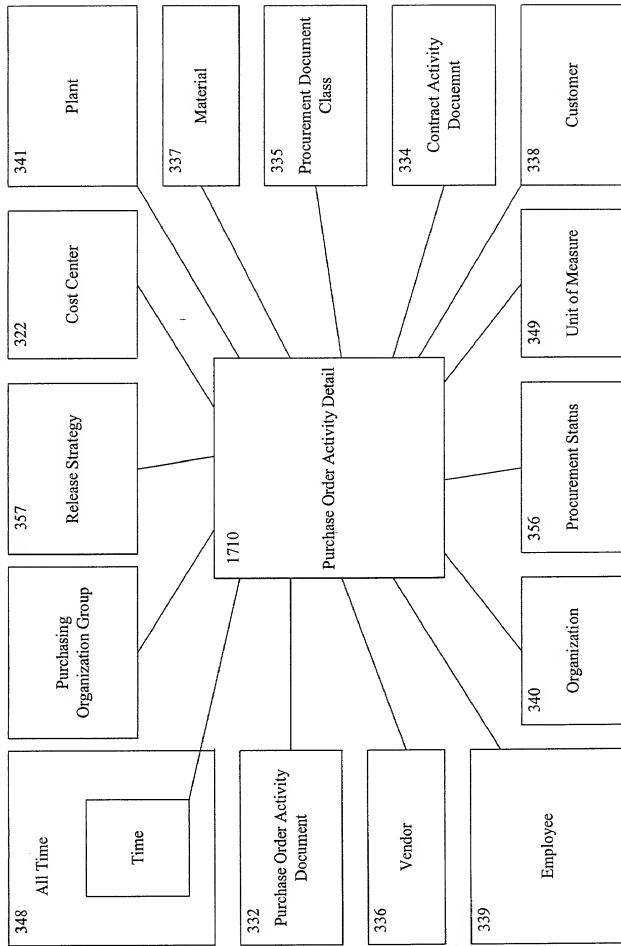 348
All Time
Time
Purchasing
Organization Group
357
Release Strategy
322
Cost Center
341
Plant
332
Purchase Order Activity
Document
1710
Purchase Order Activity Detail
337
Material
335
Procurement Document
Class
336
Vendor
334
Contract Activity
Docuemnt
339
Employee
340
Organization
356
Procurement Status
349
Unit of Measure
338
Customer